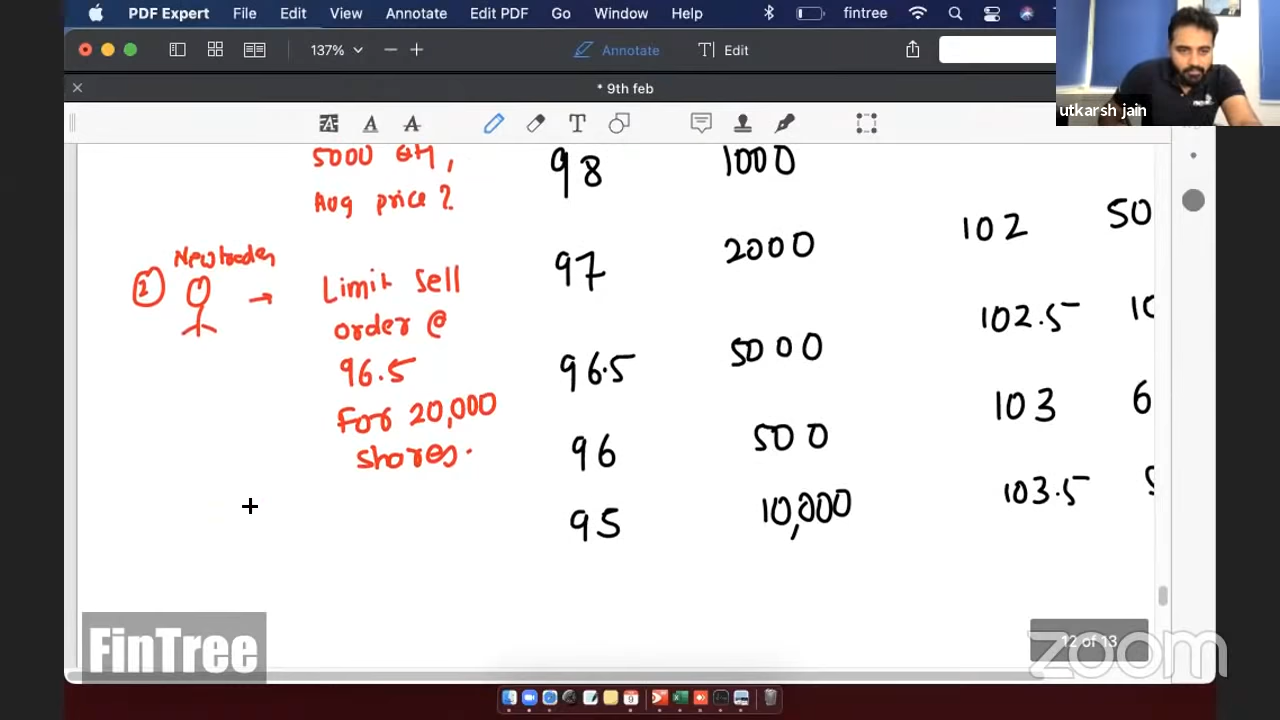 PDF Expert File Edit View Annotate Edit PDF Go Window Help fintree
137% Annotate Edit
* 9th feb
utkarsh jain
5000 QH,
Avg price?
98 1000
97 2000
96.5 5000
96 500
95 10,000
102 50
102.5 10
103 6
103.5
2 New trader
Limit sell
order @
96.5
For 20,000
shores.
FinTree
12 of 13
zoom